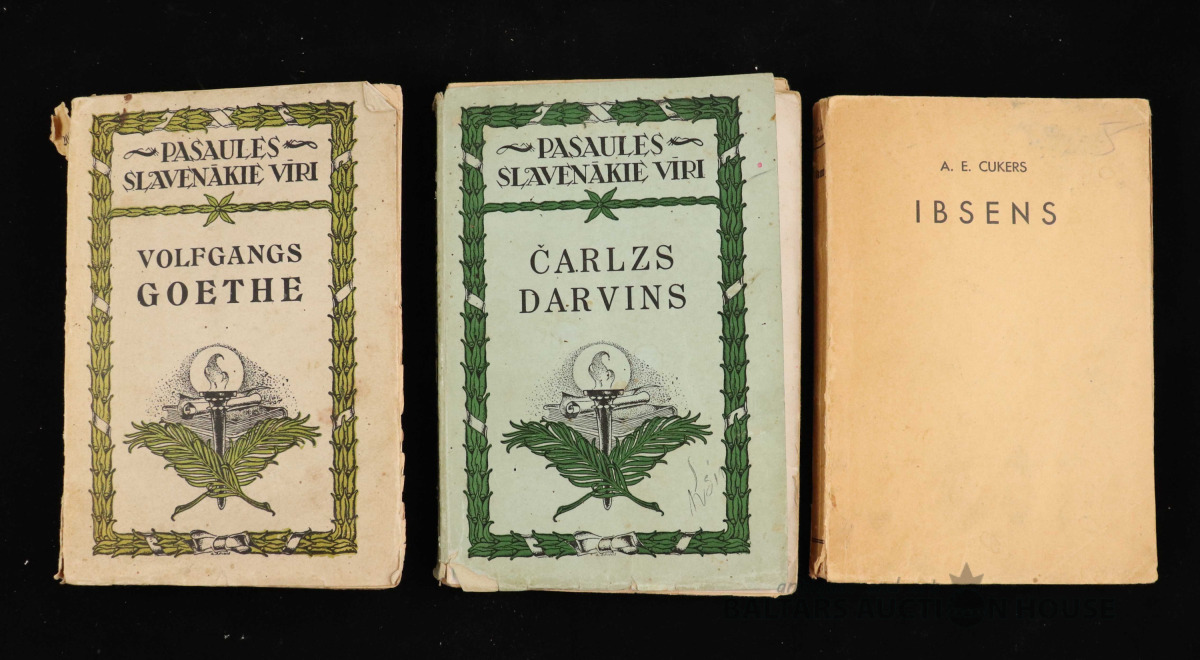 PASAULES
SLAVENĀKIE VĪRI
VOLFGANGS
GOETHE
PASAULES
SLAVENĀKIE VĪRI
ČARLZS
DARVINS
A. E. CUKERS
IBSENS
BALTARS AUCTION HOUSE